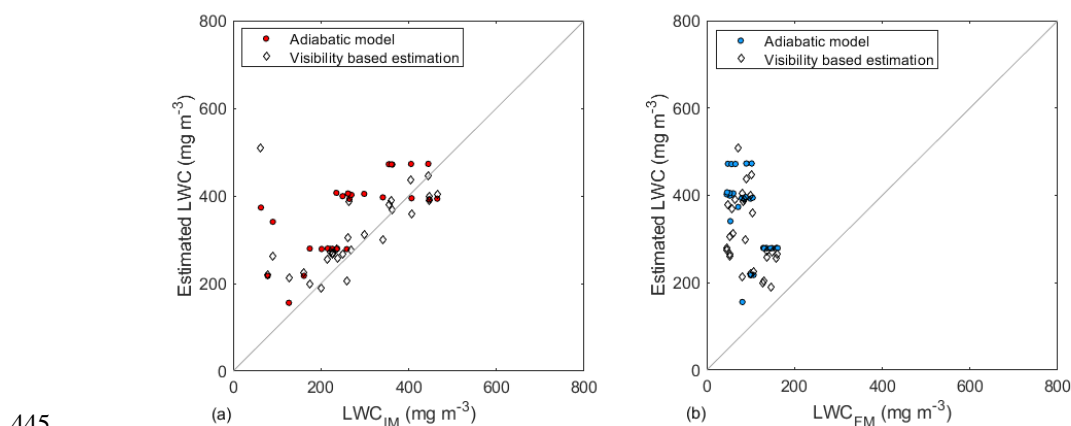 800
600
400
200
0
Estimated LWC (mg m⁻³)
Adiabatic model
Visibility based estimation
0 200 400 600 800
(a) LWC_IM (mg m⁻³)
800
600
400
200
0
Estimated LWC (mg m⁻³)
Adiabatic model
Visibility based estimation
0 200 400 600 800
(b) LWC_FM (mg m⁻³)
445